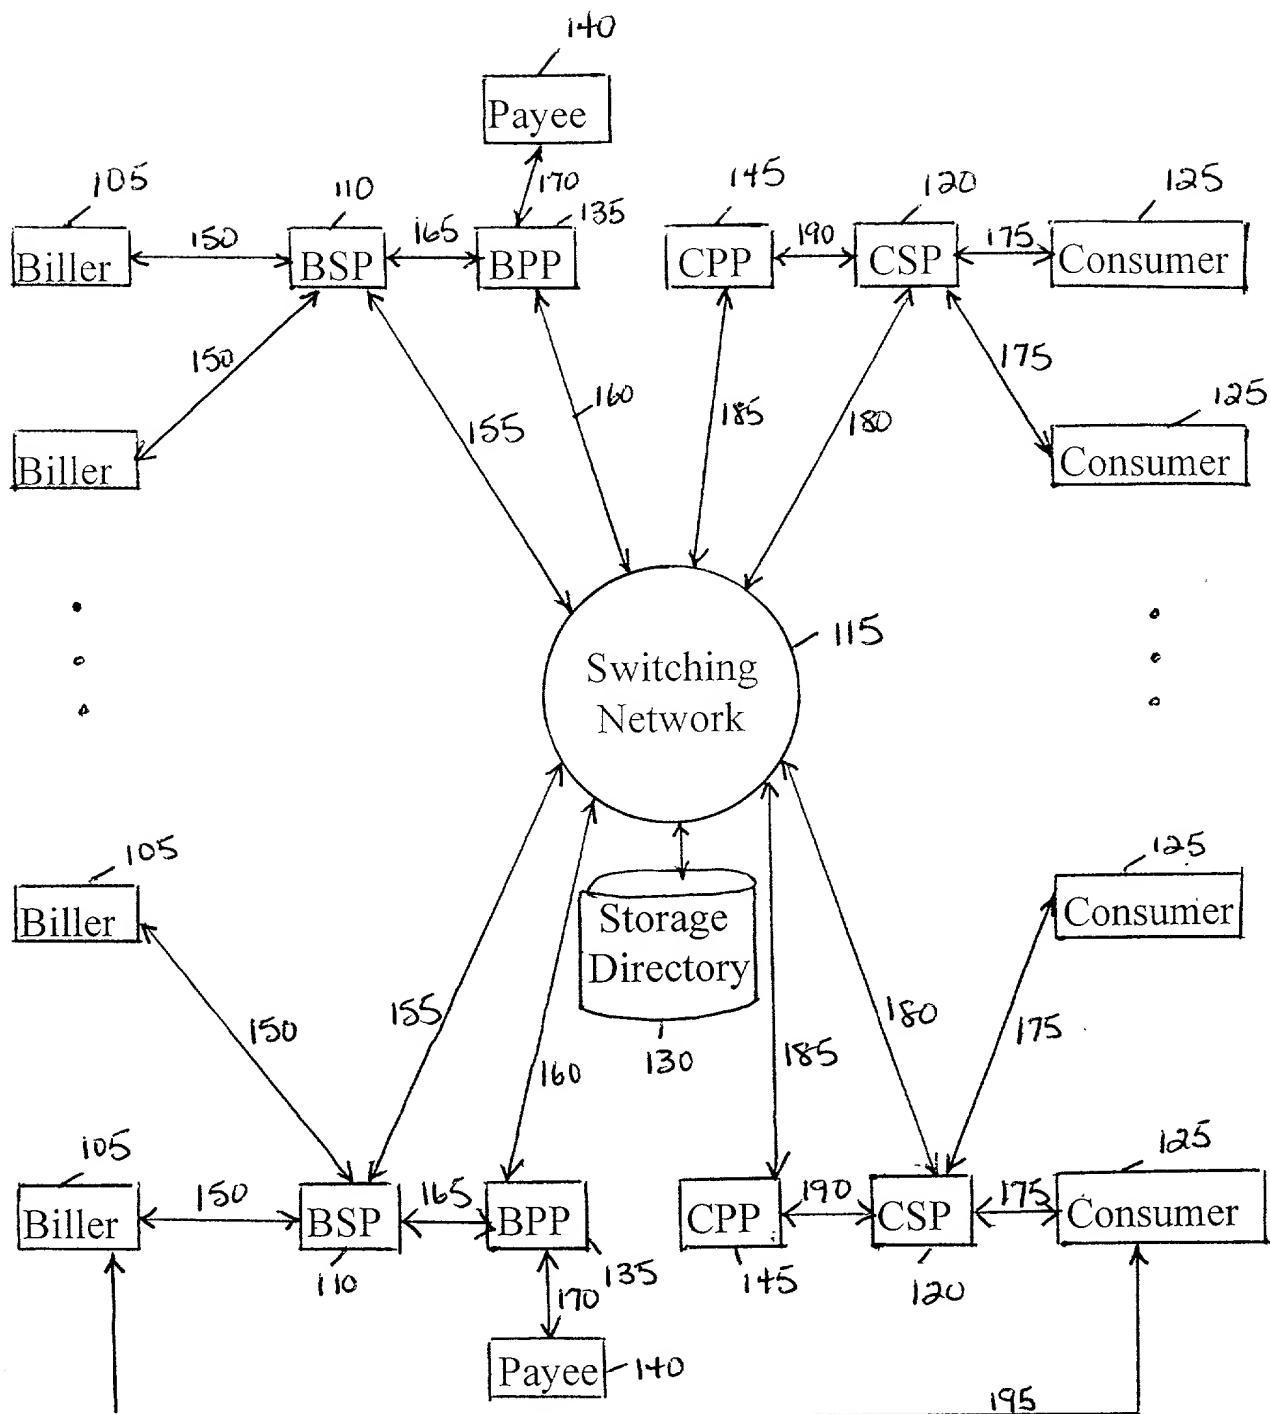 140
Payee
170
105
110
135
145
120
125
Biller
150
BSP
165
BPP
CPP
190
CSP
175
Consumer
150
155
160
185
180
175
125
Biller
Consumer
115
Switching
Network
105
Biller
125
Consumer
Storage
Directory
130
150
155
160
185
180
175
105
Biller
150
BSP
165
BPP
CPP
190
CSP
175
125
Consumer
110
135
145
120
170
Payee
140
195